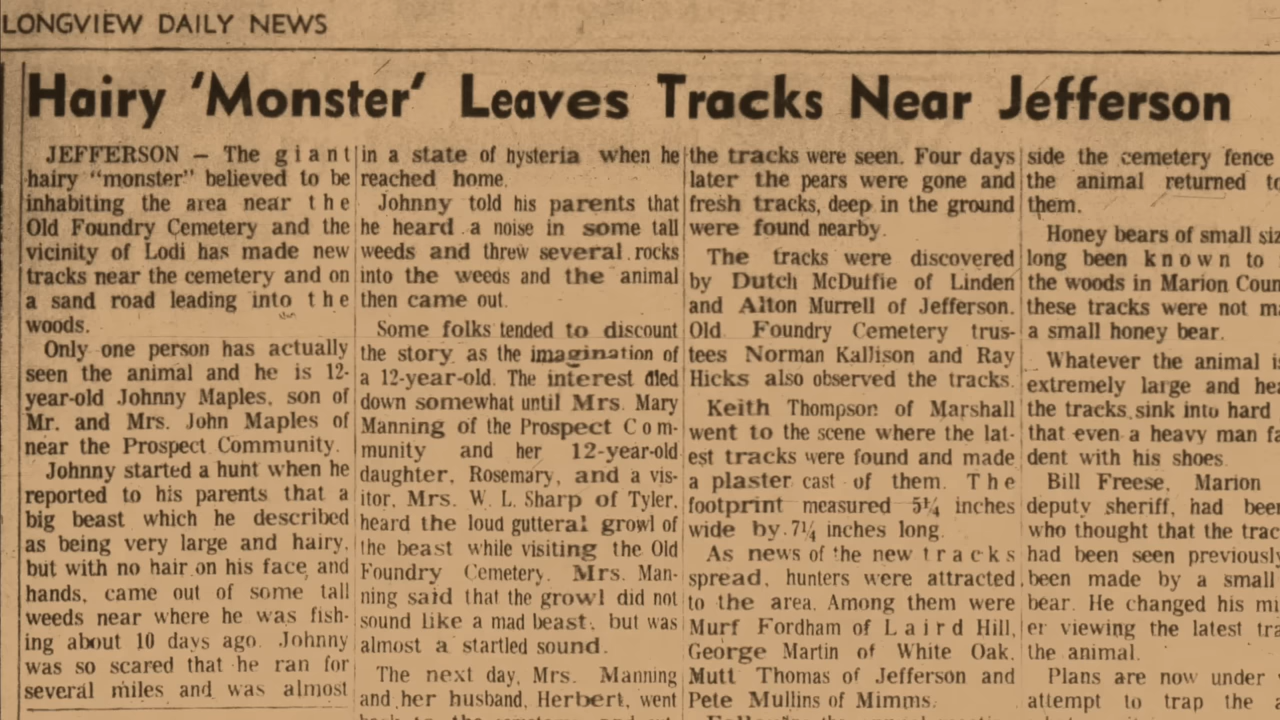 LONGVIEW DAILY NEWS
Hairy 'Monster' Leaves Tracks Near Jefferson
JEFFERSON — The giant
hairy "monster" believed to be
inhabiting the area near the
Old Foundry Cemetery and the
vicinity of Lodi has made new
tracks near the cemetery and on
a sand road leading into the
woods.
Only one person has actually
seen the animal and he is 12-
year-old Johnny Maples, son of
Mr. and Mrs. John Maples of
near the Prospect Community.
Johnny started a hunt when he
reported to his parents that a
big beast which he described
as being very large and hairy,
but with no hair on his face and
hands, came out of some tall
weeds near where he was fish-
ing about 10 days ago. Johnny
was so scared that he ran for
several miles and was almost
in a state of hysteria when he
reached home.
Johnny told his parents that
he heard a noise in some tall
weeds and threw several rocks
into the weeds and the animal
then came out.
Some folks tended to discount
the story as the imagination of
a 12-year-old. The interest died
down somewhat until Mrs. Mary
Manning of the Prospect Com-
munity and her 12-year-old
daughter, Rosemary, and a vis-
itor, Mrs. W. L. Sharp of Tyler,
heard the loud gutteral growl of
the beast while visiting the Old
Foundry Cemetery. Mrs. Man-
ning said that the growl did not
sound like a mad beast, but was
almost a startled sound.
The next day, Mrs. Manning
and her husband, Herbert, went
the tracks were seen. Four days
later the pears were gone and
fresh tracks, deep in the ground
were found nearby.
The tracks were discovered
by Dutch McDuffie of Linden
and Alton Murrell of Jefferson.
Old Foundry Cemetery trus-
tees Norman Kallison and Ray
Hicks also observed the tracks.
Keith Thompson of Marshall
went to the scene where the lat-
est tracks were found and made
a plaster cast of them. The
footprint measured 5¼ inches
wide by 7¼ inches long.
As news of the new tracks
spread, hunters were attracted
to the area. Among them were
Murf Fordham of Laird Hill,
George Martin of White Oak,
Mutt Thomas of Jefferson and
Pete Mullins of Mimms.
side the cemetery fence
the animal returned
them.
Honey bears of small
long been known to
the woods in Marion
these tracks were not
a small honey bear.
Whatever the animal
extremely large and
the tracks sink into hard
that even a heavy man
dent with his shoes.
Bill Freese, Marion
deputy sheriff, had
who thought that the
had been seen previously
been made by a small
bear. He changed his
er viewing the latest
the animal.
Plans are now under
attempt to trap the